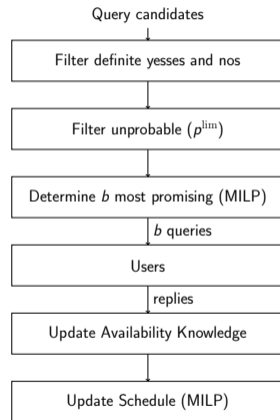 Query candidates
Filter definite yesses and nos
Filter unprobable (p^lim)
Determine b most promising (MILP)
b queries
Users
replies
Update Availability Knowledge
Update Schedule (MILP)